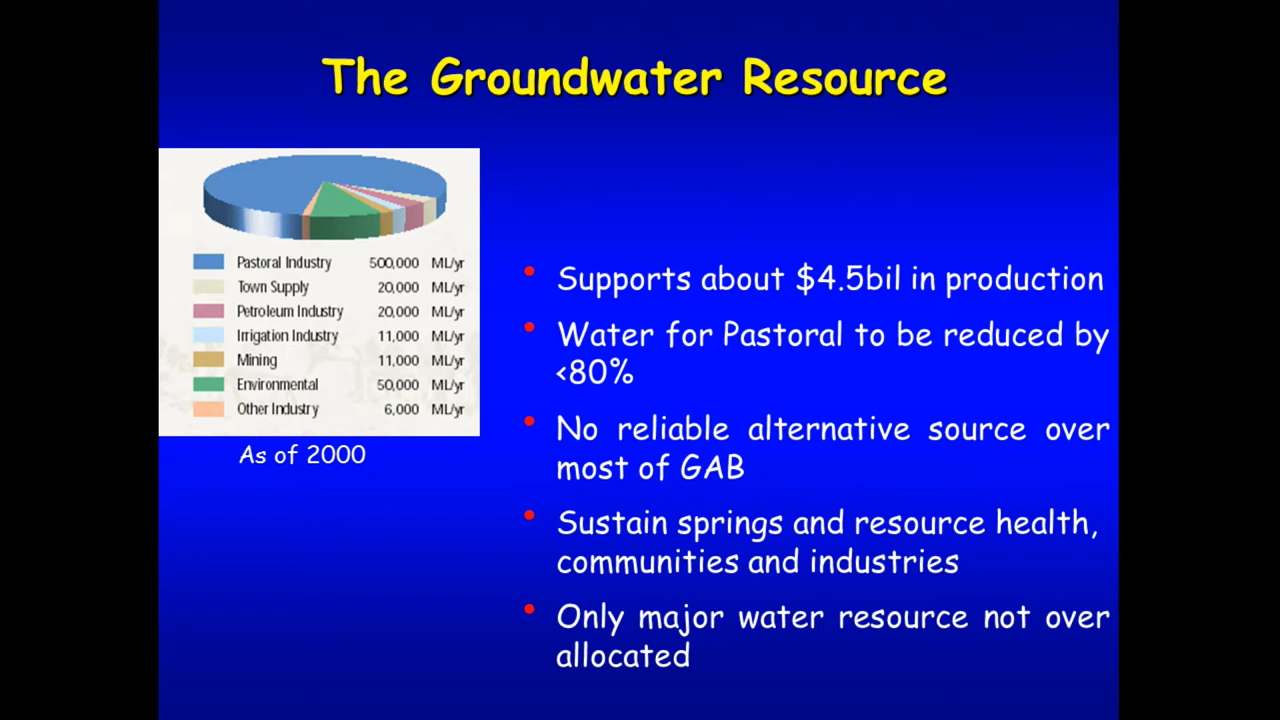 The Groundwater Resource
Pastoral Industry 500,000 ML/yr
Town Supply 20,000 ML/yr
Petroleum Industry 20,000 ML/yr
Irrigation Industry 11,000 ML/yr
Mining 11,000 ML/yr
Environmental 50,000 ML/yr
Other Industry 6,000 ML/yr
As of 2000
• Supports about $4.5bil in production
• Water for Pastoral to be reduced by
<80%
• No reliable alternative source over
most of GAB
• Sustain springs and resource health,
communities and industries
• Only major water resource not over
allocated